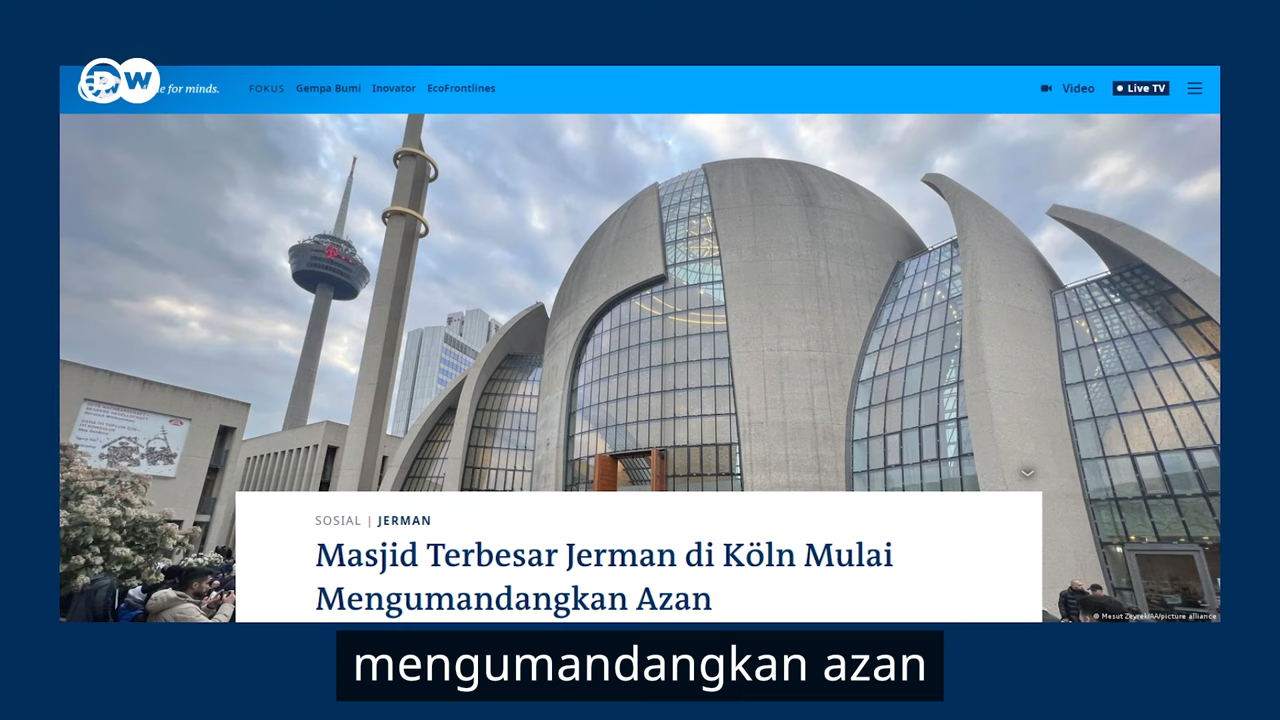 DW
e for minds.
FOKUS Gempa Bumi Inovator EcoFrontlines
Video
Live TV
SOSIAL | JERMAN
Masjid Terbesar Jerman di Köln Mulai
Mengumandangkan Azan
© Mesut Zeyrek/AA/picture alliance
mengumandangkan azan